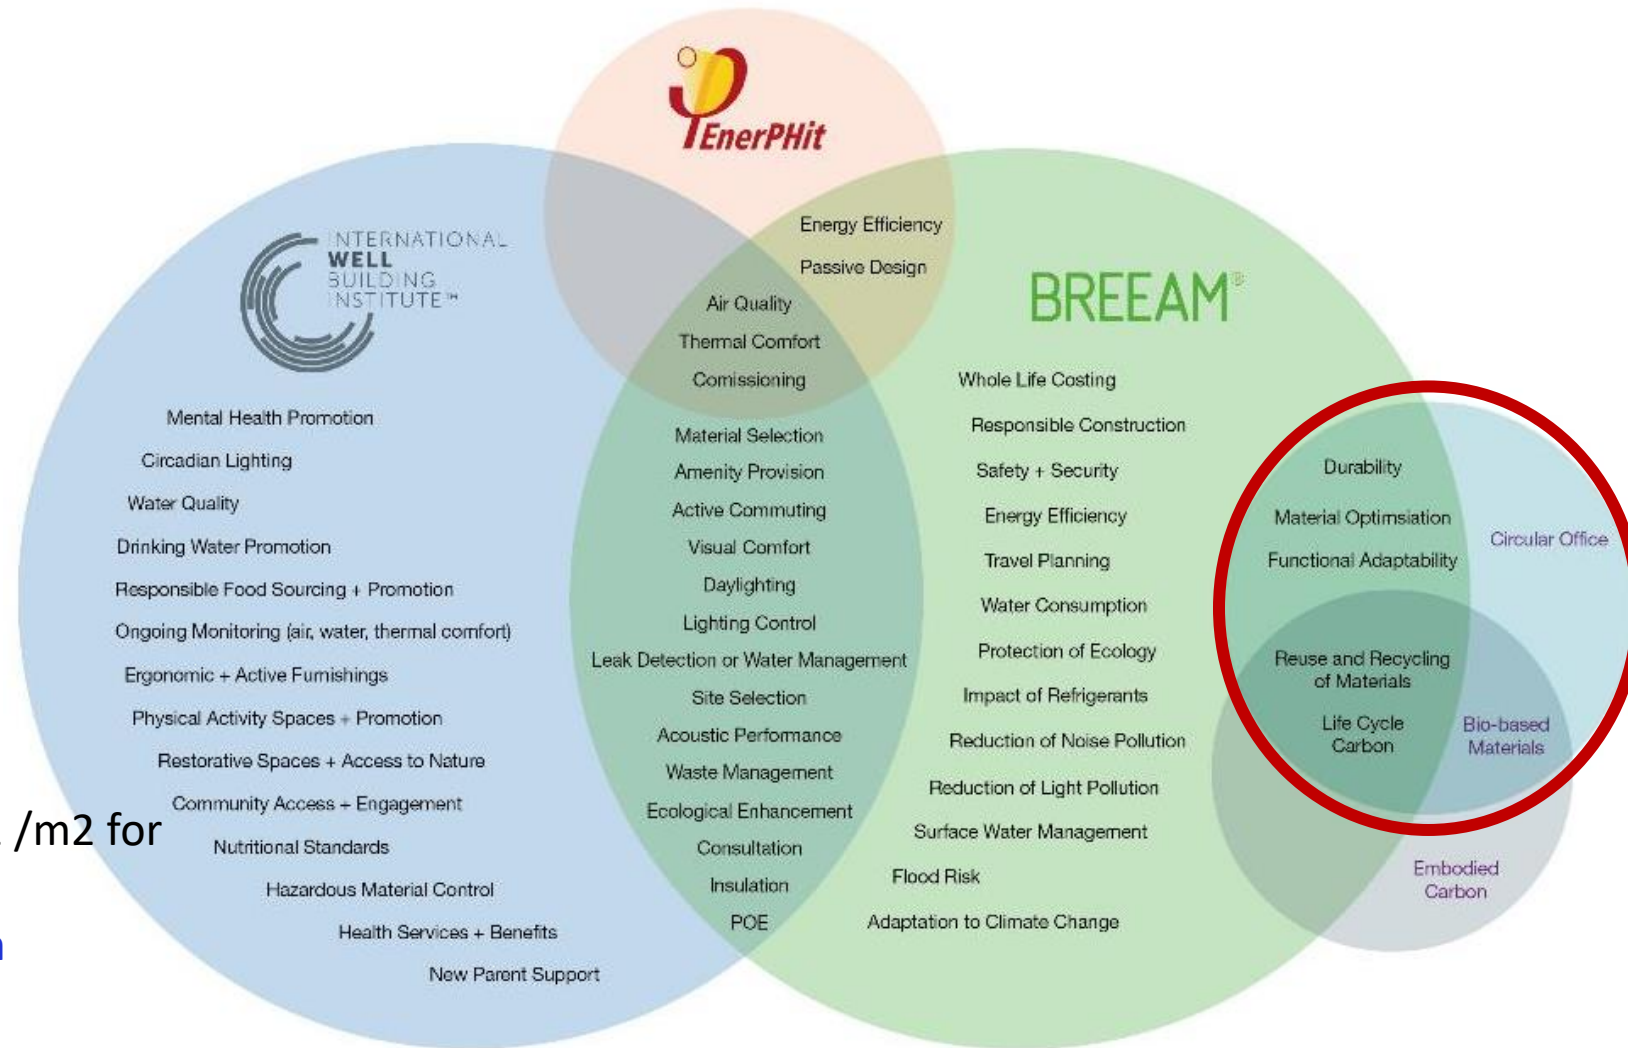 EnerPHit
INTERNATIONAL
WELL
BUILDING
INSTITUTE™
BREEAM®
Energy Efficiency
Passive Design
Air Quality
Thermal Comfort
Comissioning
Mental Health Promotion
Circadian Lighting
Water Quality
Drinking Water Promotion
Responsible Food Sourcing + Promotion
Ongoing Monitoring (air, water, thermal comfort)
Ergonomic + Active Furnishings
Physical Activity Spaces + Promotion
Restorative Spaces + Access to Nature
Community Access + Engagement
Nutritional Standards
Hazardous Material Control
Health Services + Benefits
New Parent Support
Material Selection
Amenity Provision
Active Commuting
Visual Comfort
Daylighting
Lighting Control
Leak Detection or Water Management
Site Selection
Acoustic Performance
Waste Management
Ecological Enhancement
Consultation
Insulation
POE
Whole Life Costing
Responsible Construction
Safety + Security
Energy Efficiency
Travel Planning
Water Consumption
Protection of Ecology
Impact of Refrigerants
Reduction of Noise Pollution
Reduction of Light Pollution
Surface Water Management
Flood Risk
Adaptation to Climate Change
Durability
Material Optimsiation
Functional Adaptability
Circular Office
Reuse and Recycling
of Materials
Life Cycle
Carbon
Bio-based
Materials
Embodied
Carbon
/m2 for